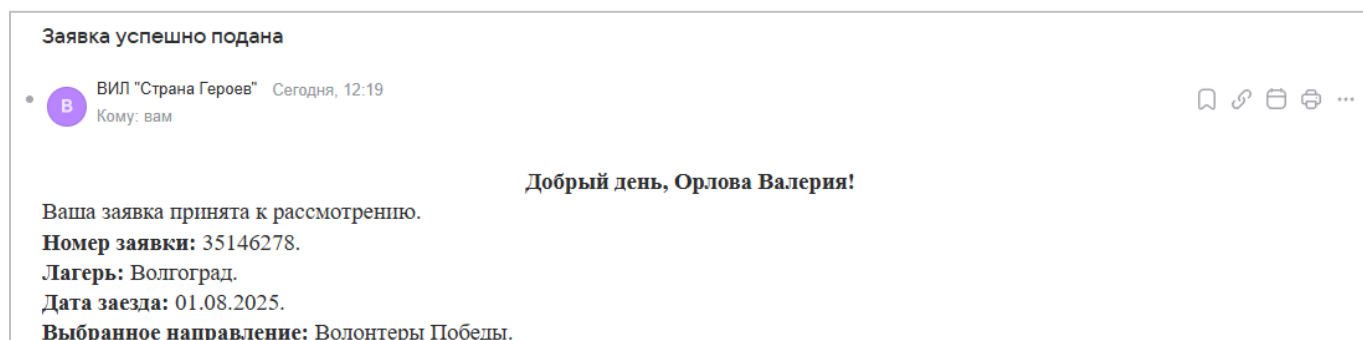 Заявка успешно подана
В
ВИЛ "Страна Героев" Сегодня, 12:19
Кому: вам
Добрый день, Орлова Валерия!
Ваша заявка принята к рассмотрению.
Номер заявки: 35146278.
Лагерь: Волгоград.
Дата заезда: 01.08.2025.
Выбранное направление: Волонтеры Победы.